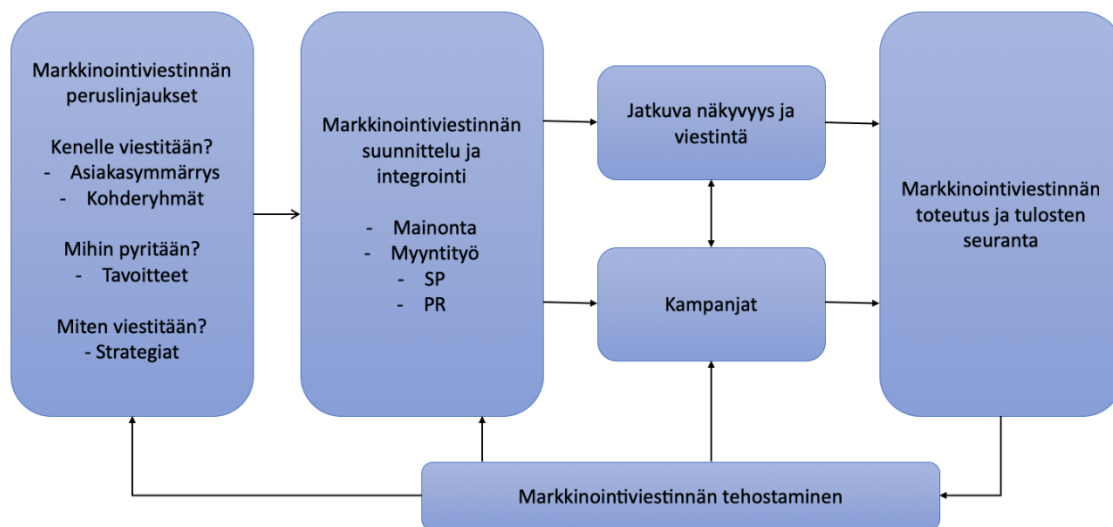 Markkinointiviestinnän
peruslinjaukset
Kenelle viestitään?
- Asiakasymmärrys
- Kohderyhmät
Mihin pyritään?
- Tavoitteet
Miten viestitään?
- Strategiat
Markkinointiviestinnän
suunnittelu ja
integrointi
- Mainonta
- Myyntityö
- SP
- PR
Jatkuva näkyvyys ja
viestintä
Kampanjat
Markkinointiviestinnän
toteutus ja tulosten
seuranta
Markkinointiviestinnän tehostaminen